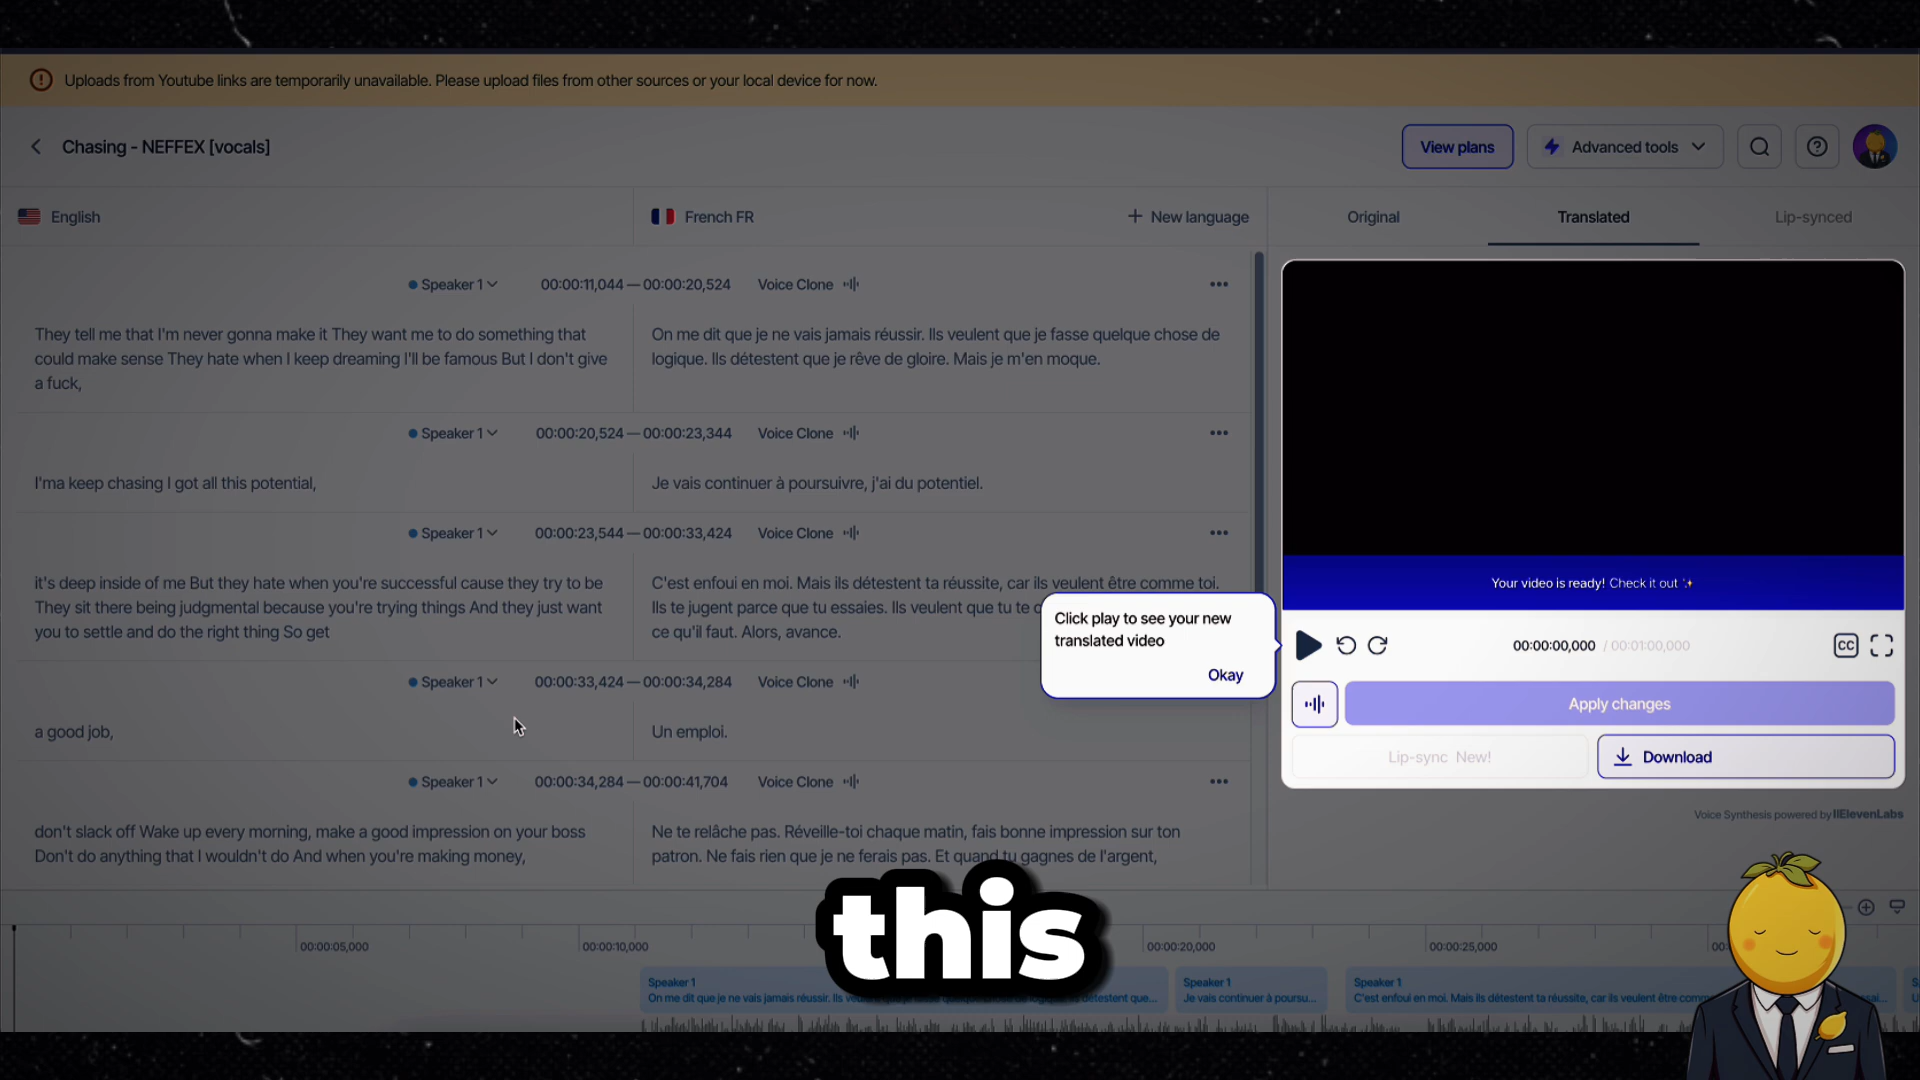 Uploads from Youtube links are temporarily unavailable. Please upload files from other sources or your local device for now.
Chasing - NEFFEX [vocals]
View plans
Advanced tools
English
French FR
+ New language
Original
Translated
Lip-synced
Speaker 1
00:00:11,044 — 00:00:20,524
Voice Clone
They tell me that I'm never gonna make it They want me to do something that
could make sense They hate when I keep dreaming I'll be famous But I don't give
a fuck,
On me dit que je ne vais jamais réussir. Ils veulent que je fasse quelque chose de
logique. Ils détestent que je rêve de gloire. Mais je m'en moque.
Speaker 1
00:00:20,524 — 00:00:23,344
Voice Clone
I'ma keep chasing I got all this potential,
Je vais continuer à poursuivre, j'ai du potentiel.
Speaker 1
00:00:23,544 — 00:00:33,424
Voice Clone
it's deep inside of me But they hate when you're successful cause they try to be
They sit there being judgmental because you're trying things And they just want
you to settle and do the right thing So get
C'est enfoui en moi. Mais ils détestent ta réussite, car ils veulent être comme toi.
Ils te jugent parce que tu essaies. Ils veulent que tu te
ce qu'il faut. Alors, avance.
Speaker 1
00:00:33,424 — 00:00:34,284
Voice Clone
a good job,
Un emploi.
Speaker 1
00:00:34,284 — 00:00:41,704
Voice Clone
don't slack off Wake up every morning, make a good impression on your boss
Don't do anything that I wouldn't do And when you're making money,
Ne te relâche pas. Réveille-toi chaque matin, fais bonne impression sur ton
patron. Ne fais rien que je ne ferais pas. Et quand tu gagnes de l'argent,
Your video is ready! Check it out ✨
Click play to see your new
translated video
Okay
00:00:00,000 / 00:01:00,000
CC
Apply changes
Lip-sync New!
Download
Voice Synthesis powered by IIElevenLabs
this
00:00:05,000
00:00:10,000
00:00:20,000
00:00:25,000
Speaker 1
On me dit que je ne vais jamais réussir. Ils
détestent que...
Speaker 1
Je vais continuer à poursu...
Speaker 1
C'est enfoui en moi. Mais ils détestent ta réussite, car ils veulent être